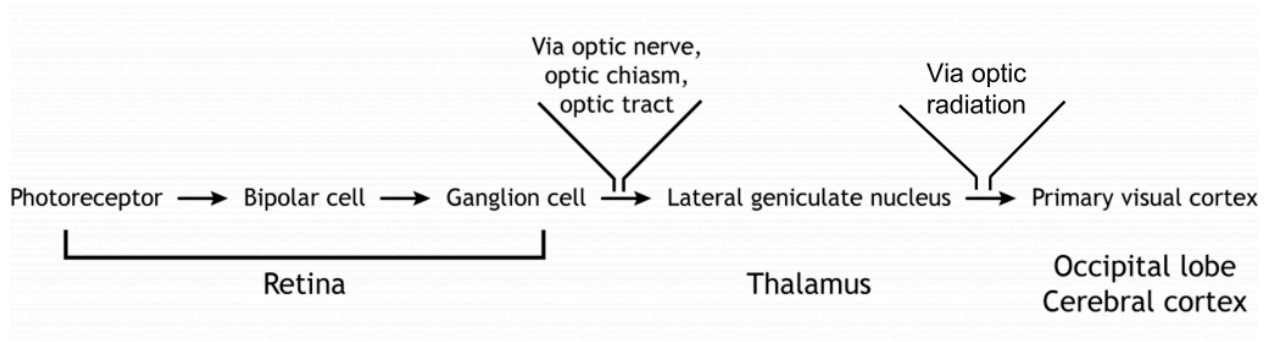 Via optic nerve,
optic chiasm,
optic tract
Via optic
radiation
Photoreceptor
Bipolar cell
Ganglion cell
Lateral geniculate nucleus
Primary visual cortex
Retina
Thalamus
Occipital lobe
Cerebral cortex